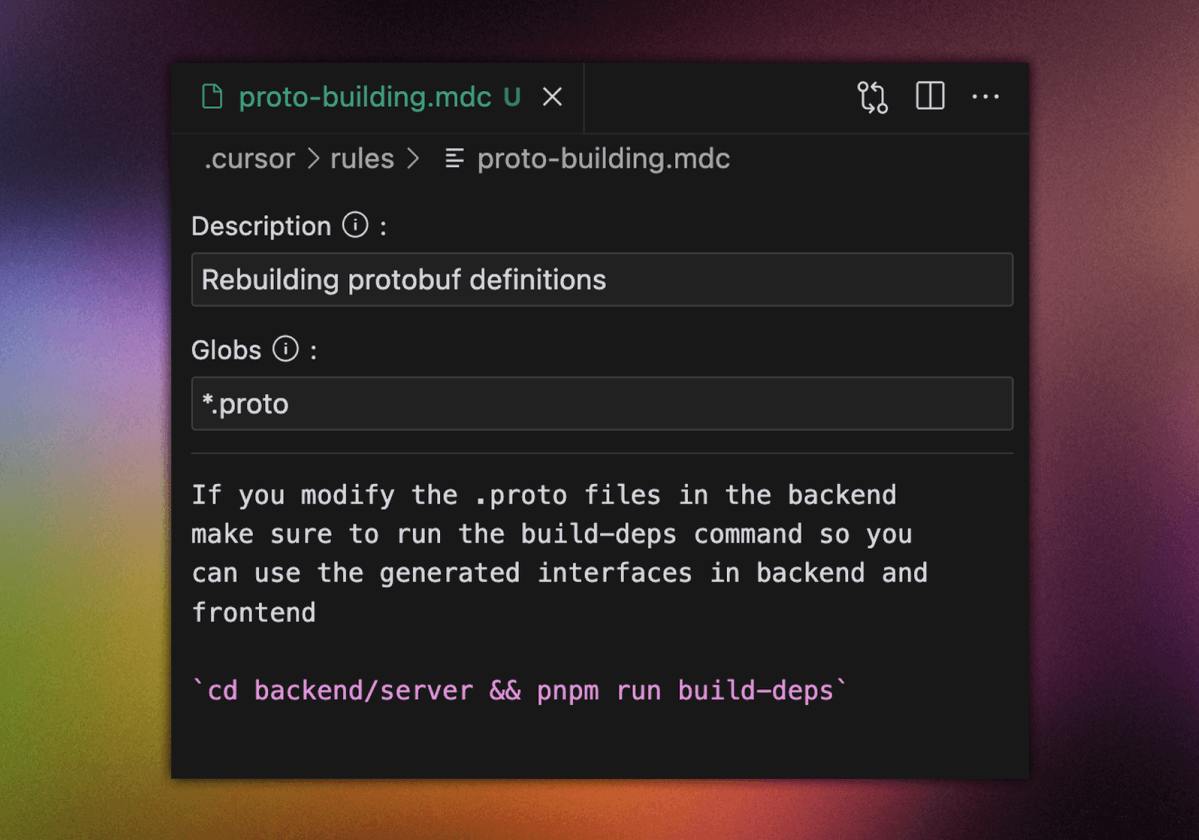 proto-building.mdc U
.cursor > rules > proto-building.mdc
Description :
Rebuilding protobuf definitions
Globs :
*.proto
If you modify the .proto files in the backend
make sure to run the build-deps command so you
can use the generated interfaces in backend and
frontend
`cd backend/server && pnpm run build-deps`